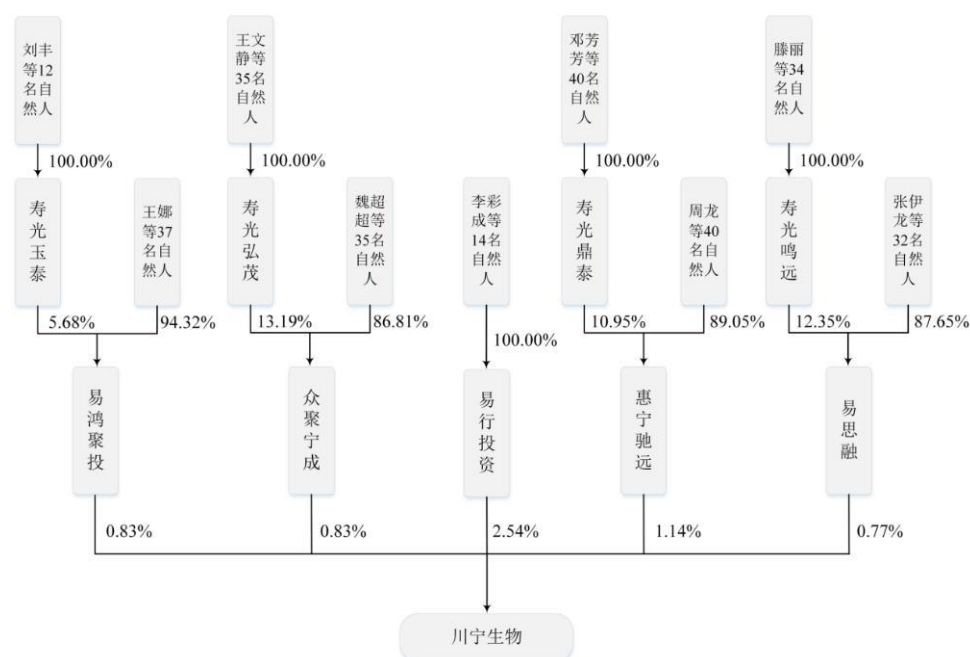 刘丰
等12
名自
然人
王文
静等
35名
自然
人
邓芳
芳等
40名
自然
人
滕丽
等34
名自
然人
100.00%
100.00%
100.00%
100.00%
寿光玉泰
王娜
等37
名自
然人
寿光弘茂
魏超
超等
35名
自然
人
李彩
成等
14名
自然
人
寿光鼎泰
周龙
等40
名自
然人
寿光鸣远
张伊
龙等
32名
自然
人
5.68%
94.32%
13.19%
86.81%
100.00%
10.95%
89.05%
12.35%
87.65%
易鸿聚投
众聚宁成
易行投资
惠宁驰远
易思融
0.83%
0.83%
2.54%
1.14%
0.77%
川宁生物